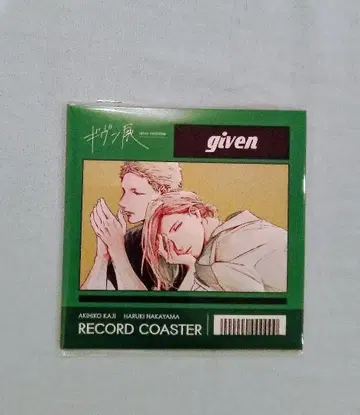 ギヴン展
given
AKIHIKO KAJI HARUKI NAKAYAMA
RECORD COASTER